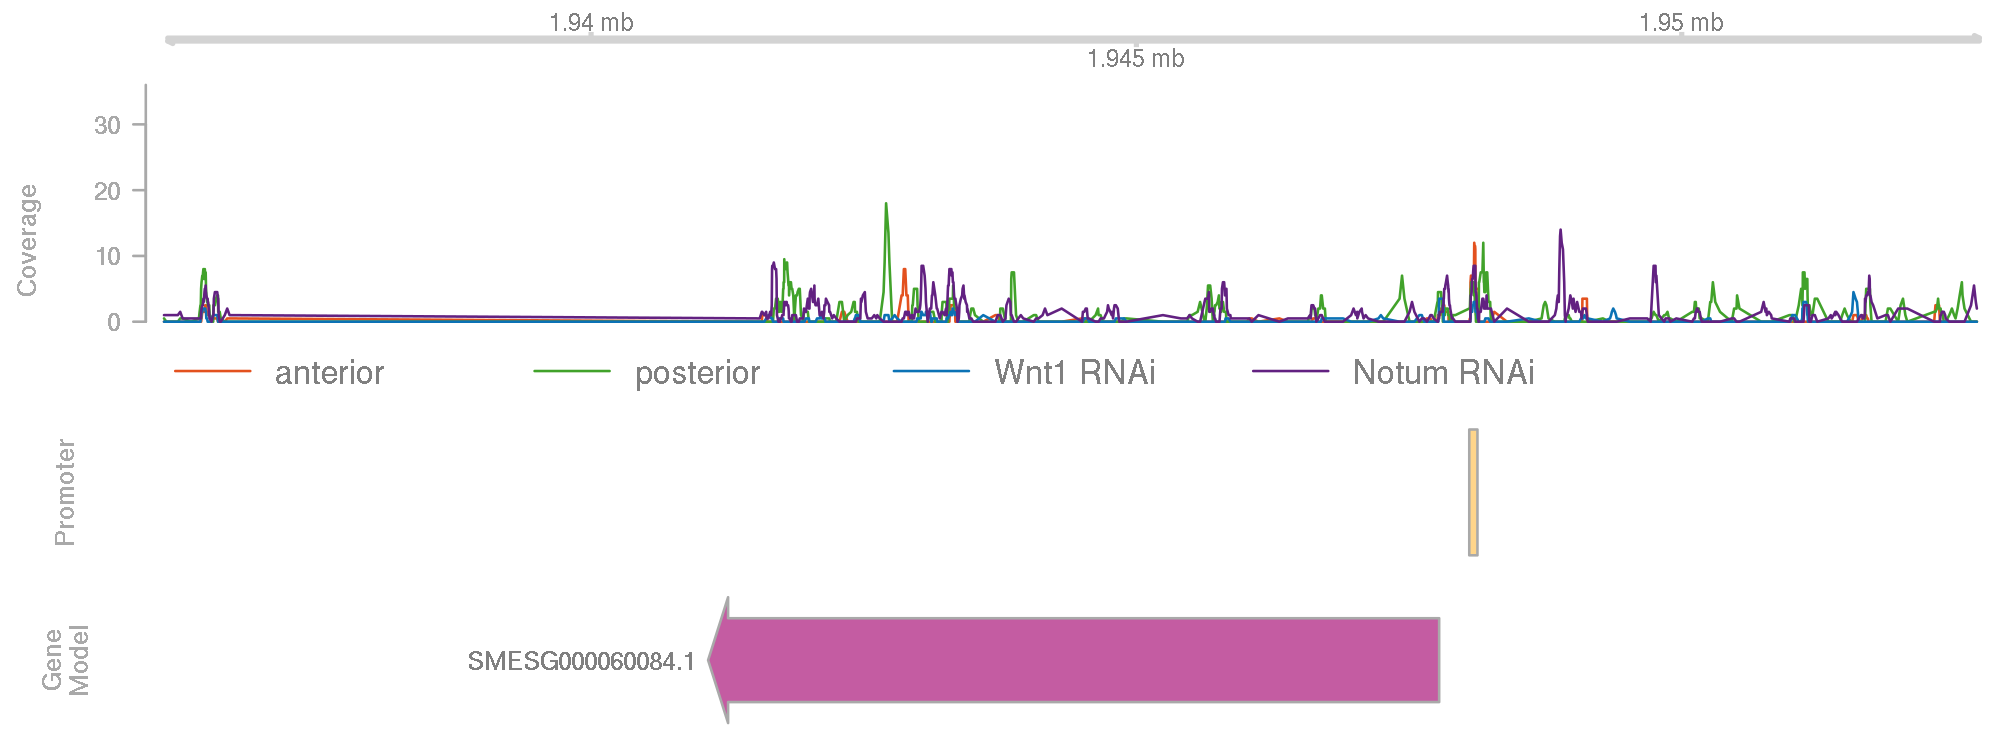 1.94 mb
1.95 mb
1.945 mb
Coverage
30
20
10
0
anterior posterior Wnt1 RNAi Notum RNAi
Promoter
Gene
Model
SMESG000060084.1